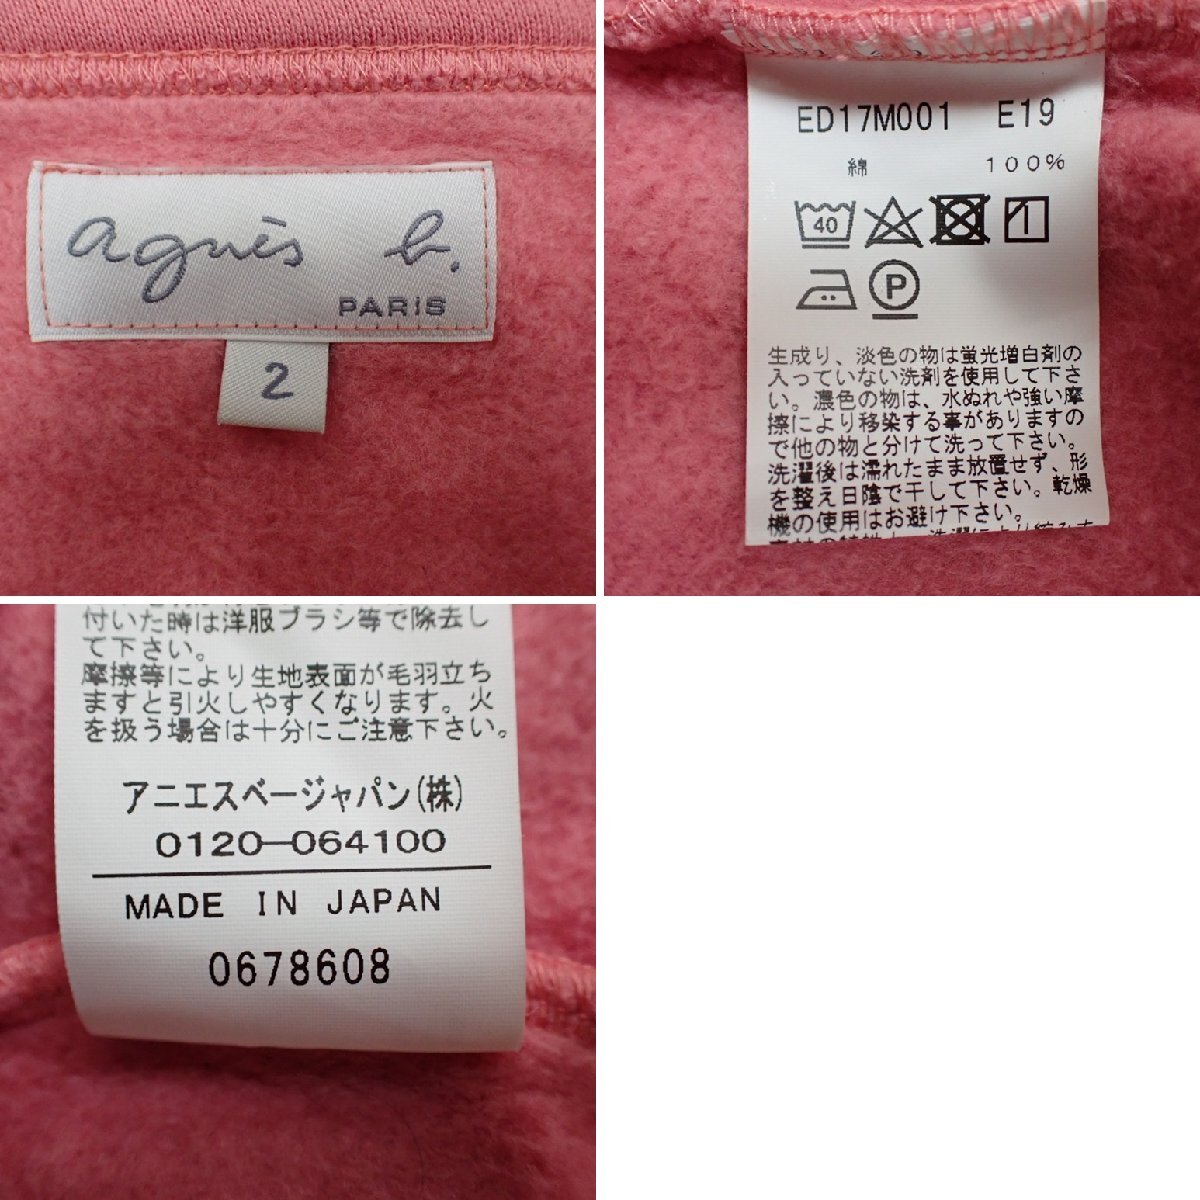 agnès b.
PARIS
2
ED17M001 E19
綿 100%
40
P
生成り、淡色の物は蛍光増白剤の
入っていない洗剤を使用して下さ
い。濃色の物は、水ぬれや強い摩
擦により移染する事がありますの
で他の物と分けて洗って下さい。
洗濯後は濡れたまま放置せず、形
を整え日陰で干して下さい。乾燥
機の使用はお避け下さい。
付いた時は洋服ブラシ等で除去し
て下さい。
摩擦等により生地表面が毛羽立ち
ますと引火しやすくなります。火
を扱う場合は十分にご注意下さい。
アニエスベージャパン(株)
0120-064100
MADE IN JAPAN
0678608